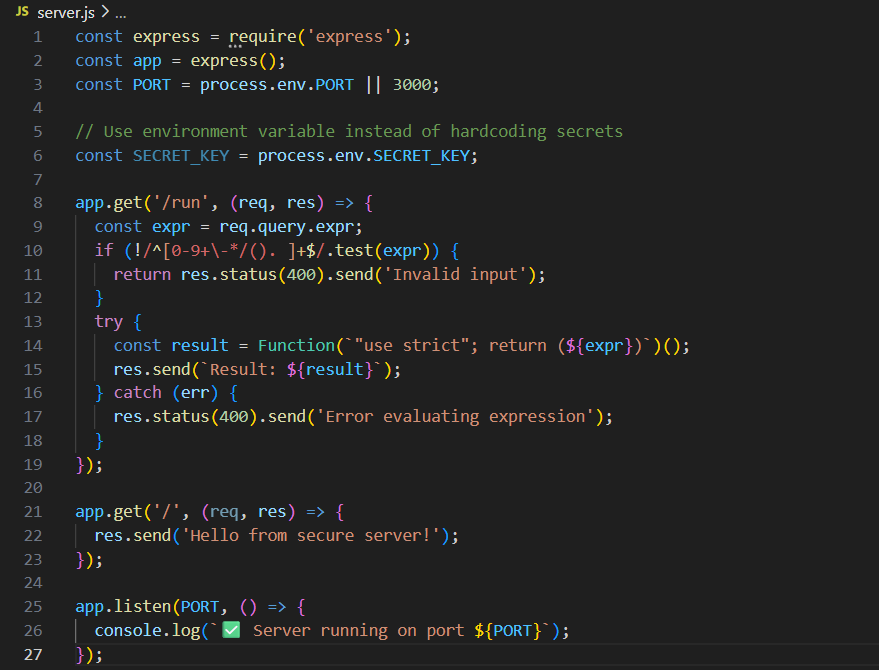 JS server.js > ...
1 const express = require('express');
2 const app = express();
3 const PORT = process.env.PORT || 3000;
4
5 // Use environment variable instead of hardcoding secrets
6 const SECRET_KEY = process.env.SECRET_KEY;
7
8 app.get('/run', (req, res) => {
9   const expr = req.query.expr;
10   if (!/^[0-9+\-*/(). ]+$/.test(expr)) {
11     return res.status(400).send('Invalid input');
12   }
13   try {
14     const result = Function(`"use strict"; return (${expr})`)();
15     res.send(`Result: ${result}`);
16   } catch (err) {
17     res.status(400).send('Error evaluating expression');
18   }
19 });
20
21 app.get('/', (req, res) => {
22   res.send('Hello from secure server!');
23 });
24
25 app.listen(PORT, () => {
26   console.log(`✅ Server running on port ${PORT}`);
27 });